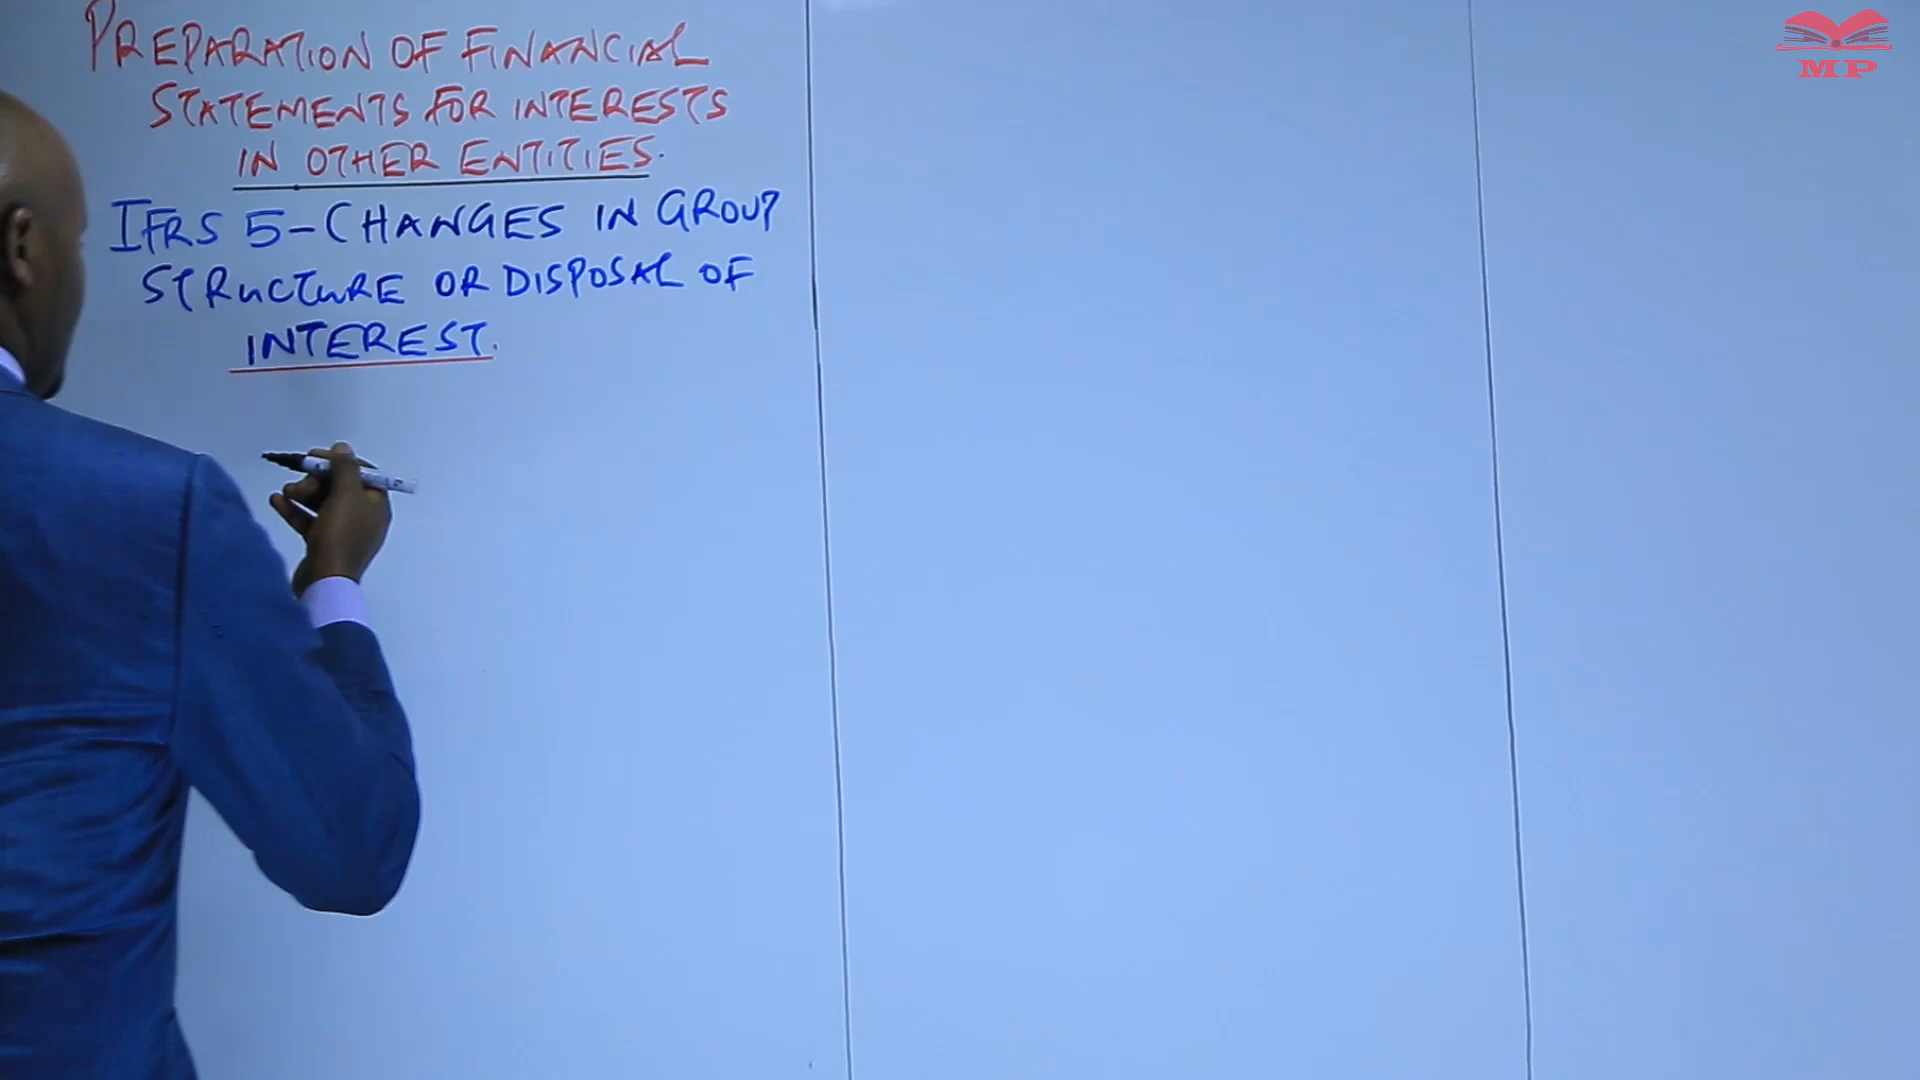 PREPARATION OF FINANCIAL
STATEMENTS FOR INTERESTS
IN OTHER ENTITIES.
IFRS 5-CHANGES IN GROUP
STRUCTURE OR DISPOSAL OF
INTEREST.
MP